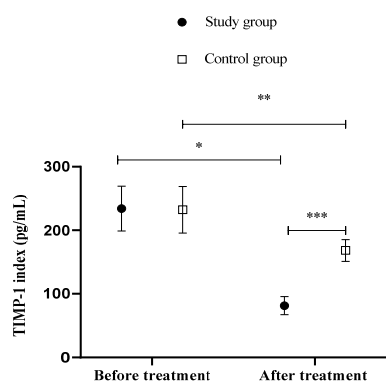 Study group
Control group
**
*
300
200
100
0
TIMP-1 index (pg/mL)
***
Before treatment
After treatment